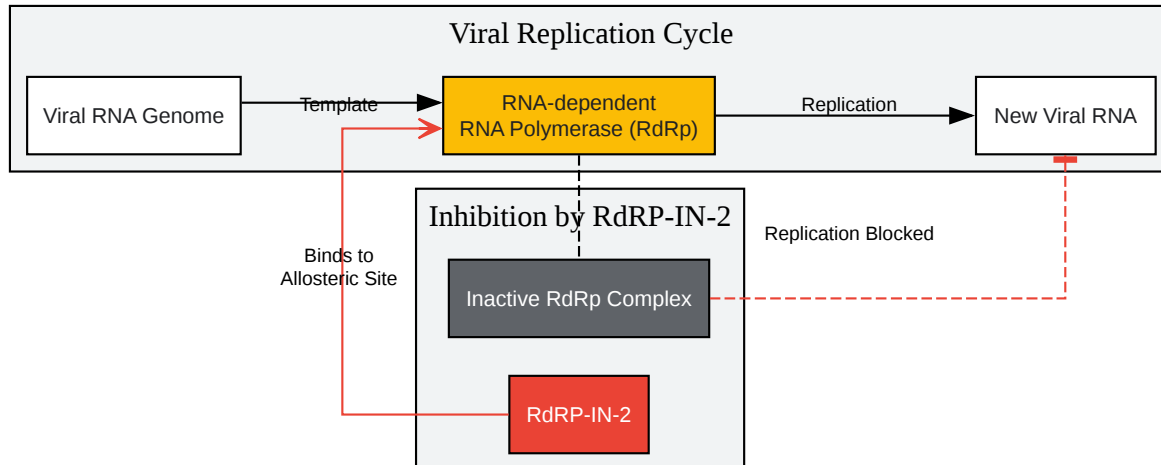 Viral Replication Cycle
Viral RNA Genome
Template
RNA-dependent
RNA Polymerase (RdRp)
Replication
New Viral RNA
Inhibition by RdRP-IN-2
Binds to
Allosteric Site
Replication Blocked
Inactive RdRp Complex
RdRP-IN-2